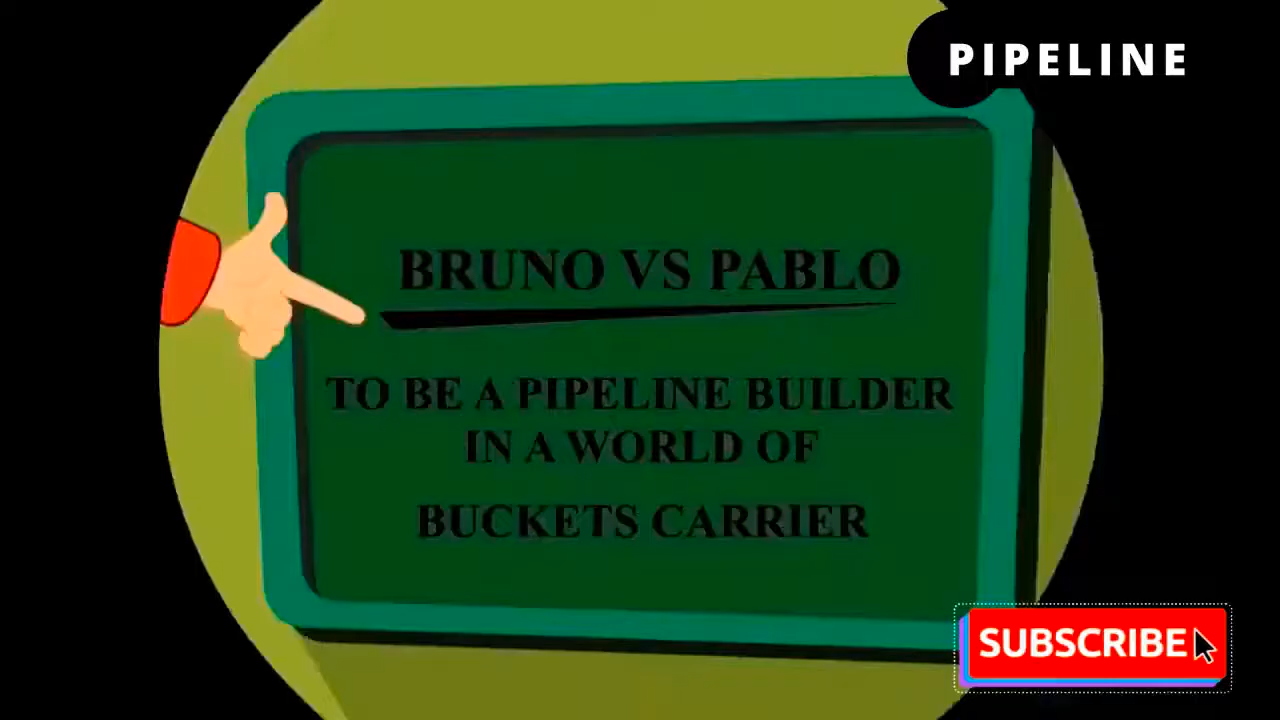 PIPELINE
BRUNO VS PABLO
TO BE A PIPELINE BUILDER
IN A WORLD OF
BUCKETS CARRIER
SUBSCRIBE